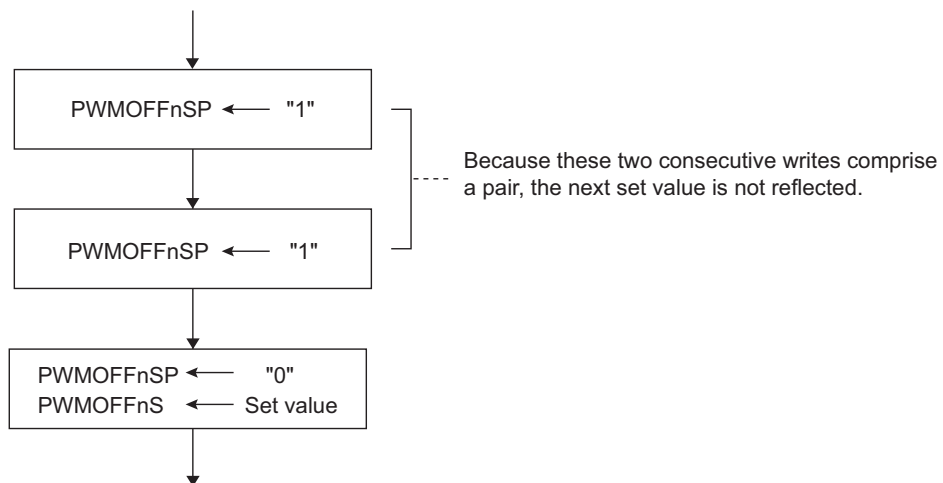 PWMOFFnSP ← "1"
Because these two consecutive writes comprise
a pair, the next set value is not reflected.
PWMOFFnSP ← "1"
PWMOFFnSP ← "0"
PWMOFFnS ← Set value